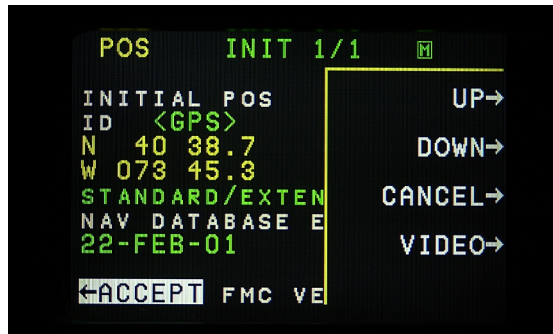 POS INIT 1/1 M
INITIAL POS
ID <GPS>
N 40 38.7
W 073 45.3
STANDARD/EXTEN
NAV DATABASE E
22-FEB-01
←ACCEPT FMC VE
UP→
DOWN→
CANCEL→
VIDEO→